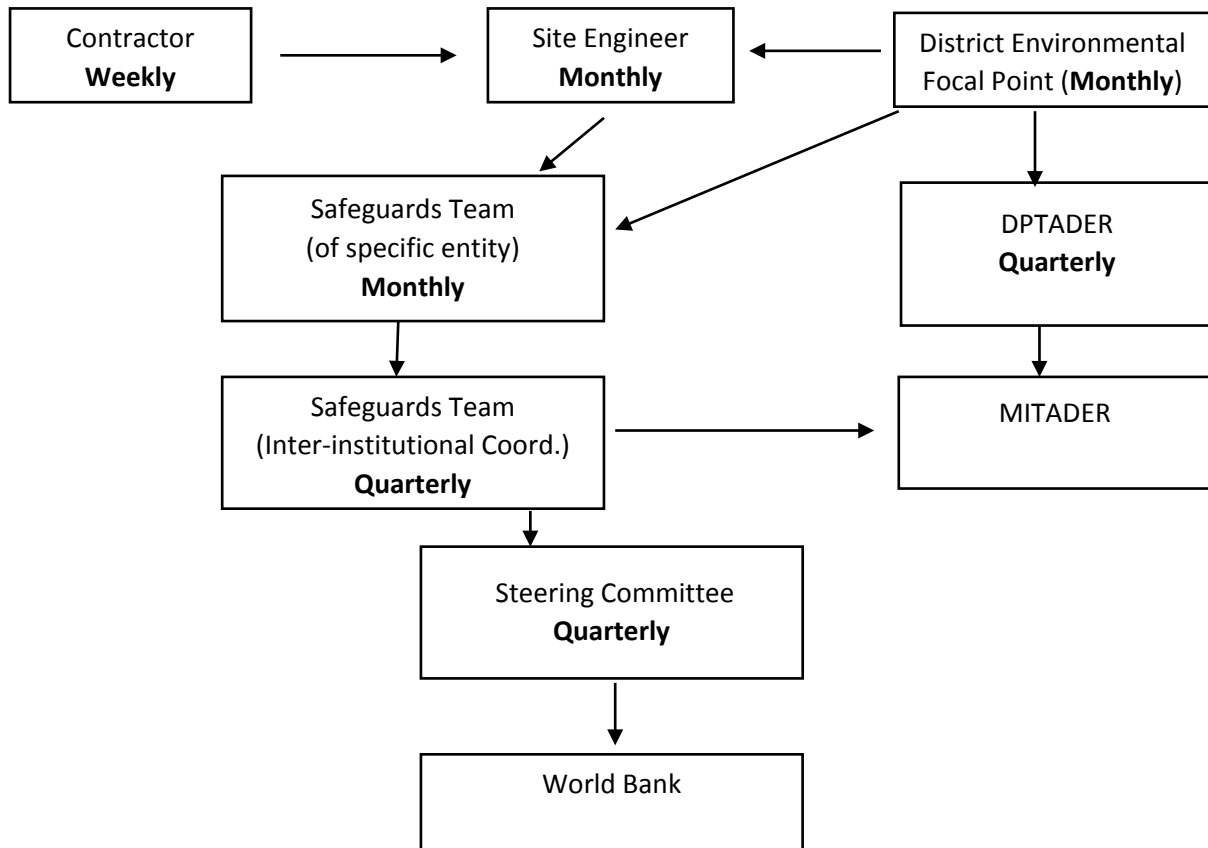 Contractor
Weekly
Site Engineer
Monthly
District Environmental
Focal Point (Monthly)
Safeguards Team
(of specific entity)
Monthly
DPTADER
Quarterly
Safeguards Team
(Inter-institutional Coord.)
Quarterly
MITADER
Steering Committee
Quarterly
World Bank